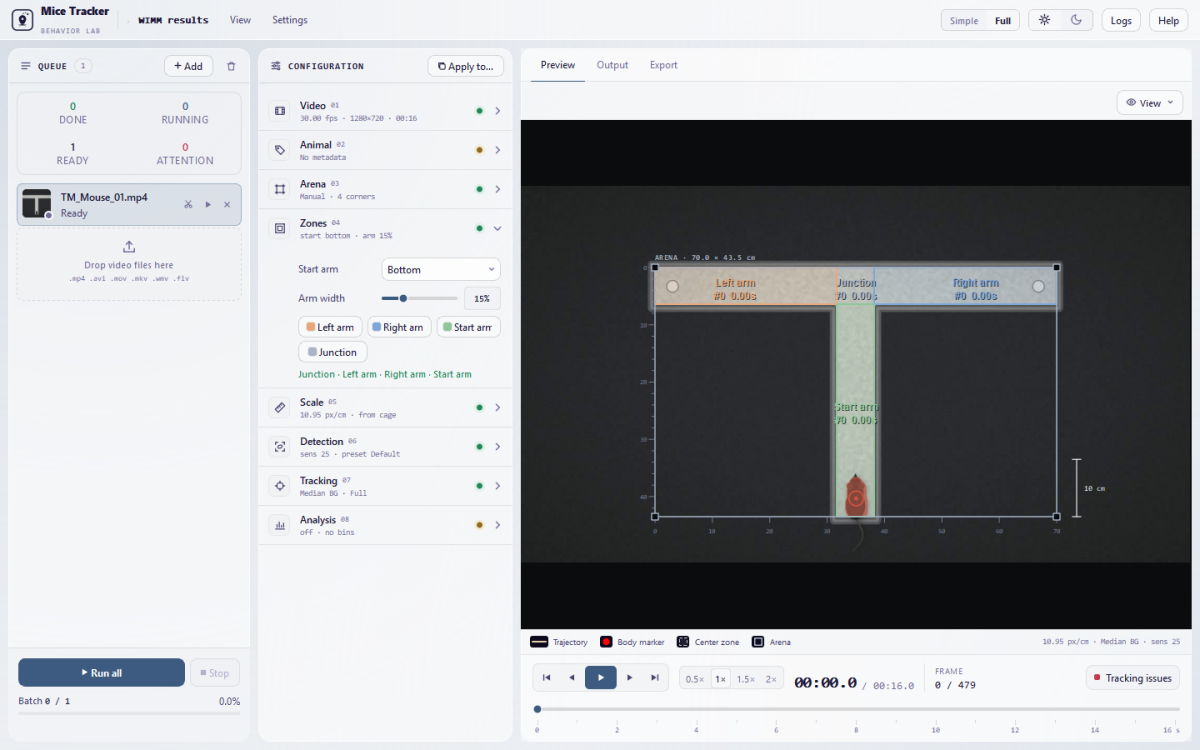 Mice Tracker
BEHAVIOR LAB
WIMM results
View
Settings
Simple
Full
Logs
Help
QUEUE 1
+ Add
0
DONE
0
RUNNING
1
READY
0
ATTENTION
TM_Mouse_01.mp4
Ready
Drop video files here
.mp4 .avi .mov .mkv .wmv .flv
Run all
Stop
Batch 0 / 1
0.0%
CONFIGURATION
Apply to...
Video 01
30.00 fps · 1280×720 · 00:16
Animal 02
No metadata
Arena 03
Manual · 4 corners
Zones 04
start bottom · arm 15%
Start arm
Bottom
Arm width
15%
Left arm
Right arm
Start arm
Junction
Junction · Left arm · Right arm · Start arm
Scale 05
10.95 px/cm · from cage
Detection 06
sens 25 · preset Default
Tracking 07
Median BG · Full
Analysis 08
off · no bins
Preview
Output
Export
View
ARENA · 70.0 × 43.5 cm
Left arm
#0 0.00s
Junction
#0 0.00s
Right arm
#0 0.00s
Start arm
#0 0.00s
0
10
20
30
40
0 10 20 30 40 50 60 70
10 cm
Trajectory
Body marker
Center zone
Arena
10.95 px/cm · Median BG · sens 25
0.5×
1×
1.5×
2×
00:00.0 / 00:16.0
FRAME
0 / 479
Tracking issues
0 2 4 6 8 10 12 14 16 s